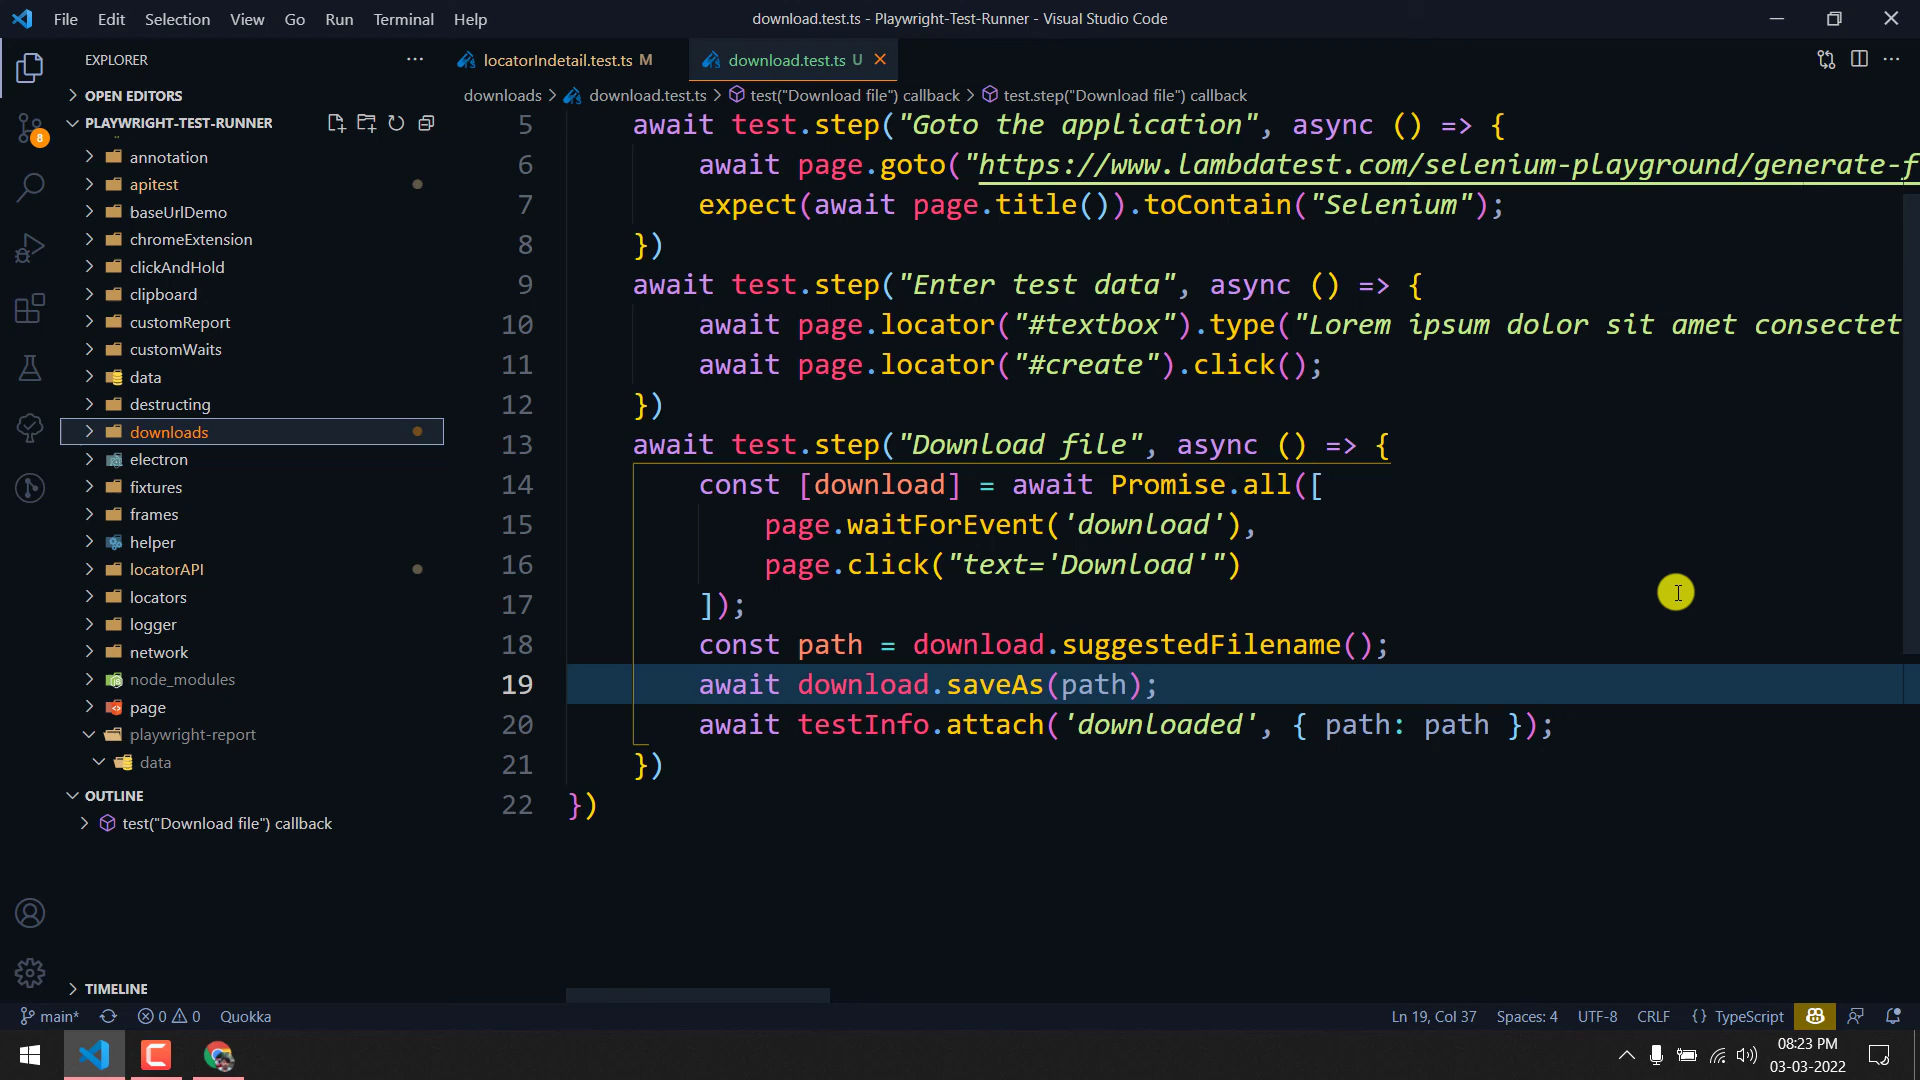 File Edit Selection View Go Run Terminal Help
download.test.ts - Playwright-Test-Runner - Visual Studio Code
EXPLORER
OPEN EDITORS
PLAYWRIGHT-TEST-RUNNER
annotation
apitest
baseUrlDemo
chromeExtension
clickAndHold
clipboard
customReport
customWaits
data
destructing
downloads
electron
fixtures
frames
helper
locatorAPI
locators
logger
network
node_modules
page
playwright-report
data
OUTLINE
test("Download file") callback
TIMELINE
8
locatorIndetail.test.ts M
download.test.ts U
downloads > download.test.ts > test("Download file") callback > test.step("Download file") callback
5 await test.step("Goto the application", async () => {
6 await page.goto("https://www.lambdatest.com/selenium-playground/generate-f
7 expect(await page.title()).toContain("Selenium");
8 })
9 await test.step("Enter test data", async () => {
10 await page.locator("#textbox").type("Lorem ipsum dolor sit amet consectet
11 await page.locator("#create").click();
12 })
13 await test.step("Download file", async () => {
14 const [download] = await Promise.all([
15 page.waitForEvent('download'),
16 page.click("text='Download'")
17 ]);
18 const path = download.suggestedFilename();
19 await download.saveAs(path);
20 await testInfo.attach('downloaded', { path: path });
21 })
22 })
main* 0 0 Quokka
Ln 19, Col 37 Spaces: 4 UTF-8 CRLF {} TypeScript
08:23 PM
03-03-2022